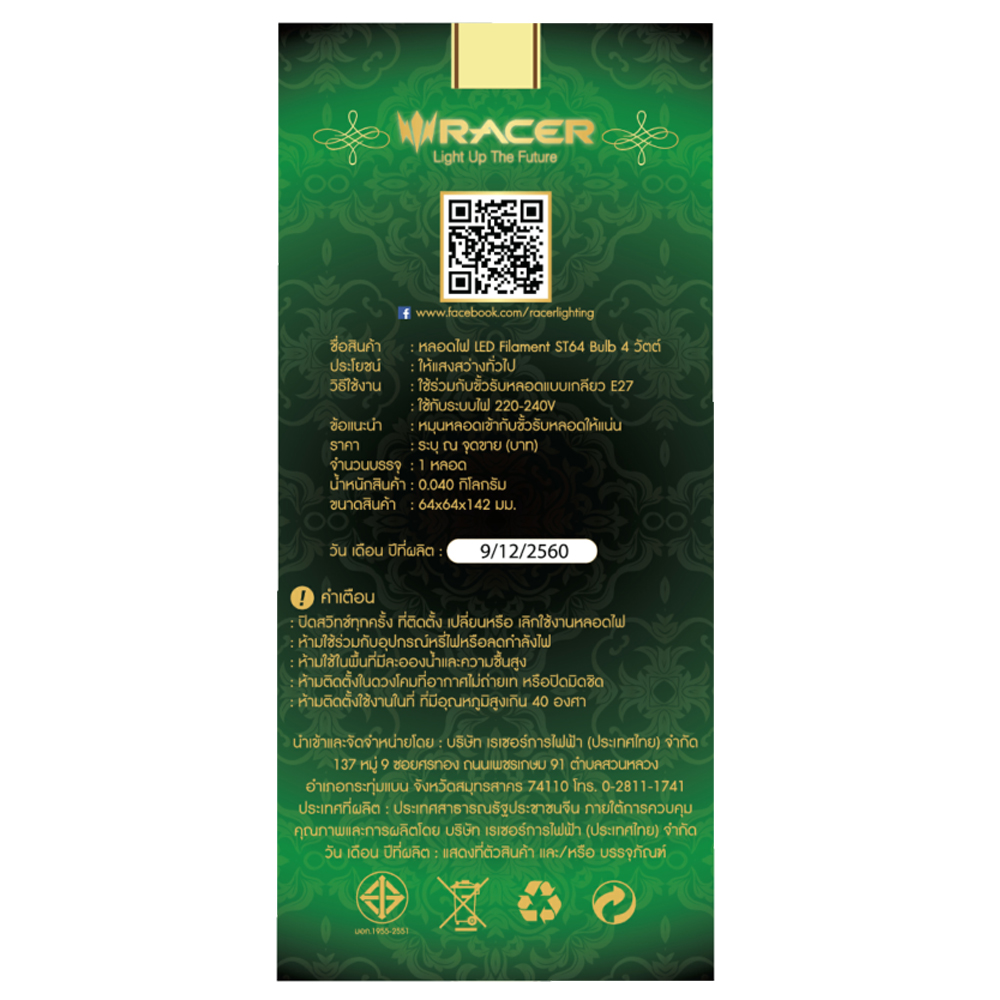 RACER
Light Up The Future
www.facebook.com/racerlighting
ชื่อสินค้า : หลอดไฟ LED Filament ST64 Bulb 4 วัตต์
ประโยชน์ : ให้แสงสว่างทั่วไป
วิธีใช้งาน : ใช้ร่วมกับขั้วรับหลอดแบบเกลียว E27
: ใช้กับระบบไฟ 220-240V
ข้อแนะนำ : หมุนหลอดเข้ากับขั้วรับหลอดให้แน่น
ราคา : ระบุ ณ จุดขาย (บาท)
จำนวนบรรจุ : 1 หลอด
น้ำหนักสินค้า : 0.040 กิโลกรัม
ขนาดสินค้า : 64x64x142 มม.
วัน เดือน ปีที่ผลิต : 9/12/2560
! คำเตือน
: ปิดสวิทช์ทุกครั้ง ที่ติดตั้ง เปลี่ยนหรือ เลิกใช้งานหลอดไฟ
: ห้ามใช้ร่วมกับอุปกรณ์หรี่ไฟหรือลดกำลังไฟ
: ห้ามใช้ในพื้นที่มีละอองน้ำและความชื้นสูง
: ห้ามติดตั้งในดวงโคมที่อากาศไม่ถ่ายเท หรือปิดมิดชิด
: ห้ามติดตั้งใช้งานในที่ ที่มีอุณหภูมิสูงเกิน 40 องศา
นำเข้าและจัดจำหน่ายโดย : บริษัท เรเซอร์การไฟฟ้า (ประเทศไทย) จำกัด
137 หมู่ 9 ซอยศรทอง ถนนเพชรเกษม 91 ตำบลสวนหลวง
อำเภอกระทุ่มแบน จังหวัดสมุทรสาคร 74110 โทร. 0-2811-1741
ประเทศที่ผลิต : ประเทศสาธารณรัฐประชาชนจีน ภายใต้การควบคุม
คุณภาพและการผลิตโดย บริษัท เรเซอร์การไฟฟ้า (ประเทศไทย) จำกัด
วัน เดือน ปีที่ผลิต : แสดงที่ตัวสินค้า และ/หรือ บรรจุภัณฑ์
มอก.1955-2551